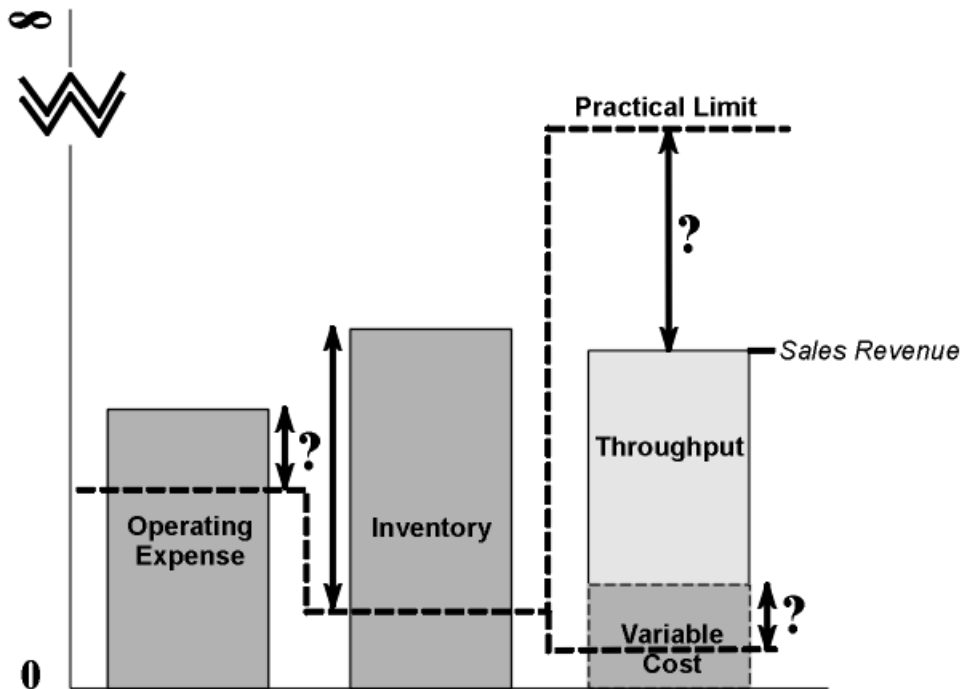 ∞
Practical Limit
?
Sales Revenue
Throughput
?
Operating
Expense
Inventory
?
Variable
Cost
0